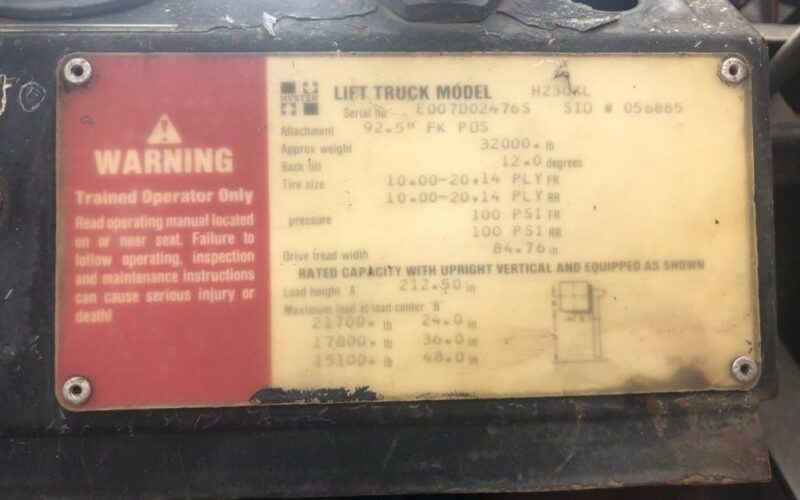 WARNING
Trained Operator Only
Read operating manual located
on or near seat. Failure to
follow operating, inspection
and maintenance instructions
can cause serious injury or
death!
HYSTER
LIFT TRUCK MODEL H230XL
Serial no E007D02476S SIO # 056885
Attachment 92.5" FK POS
Approx weight 32000. lb
Back tilt 12.0 degrees
Tire size 10.00-20.14 PLY FR
10.00-20.14 PLY RR
pressure 100 PSI FR
100 PSI RR
Drive tread width 84.76 in
RATED CAPACITY WITH UPRIGHT VERTICAL AND EQUIPPED AS SHOWN
Load height 'A' 212.50 in
Maximum load at load center 'B'
21700. lb 24.0 in
17800. lb 36.0 in
15100. lb 48.0 in